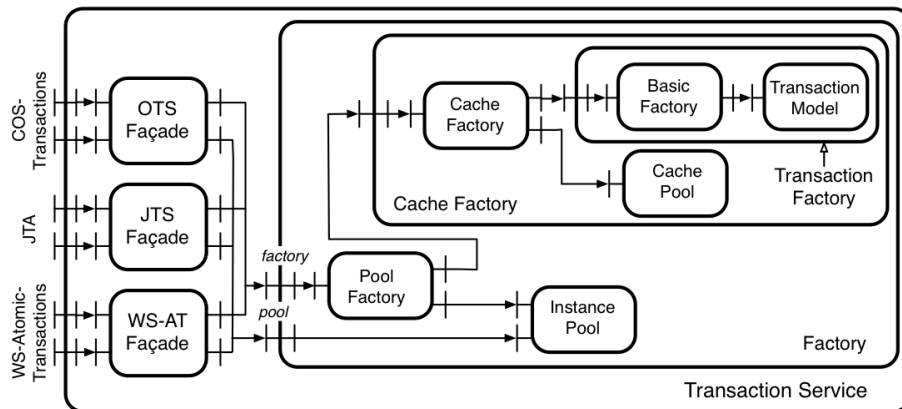 COS-
Transactions
OTS
Façade
JTA
JTS
Façade
WS-Atomic-
Transactions
WS-AT
Façade
factory
pool
Pool
Factory
Instance
Pool
Cache
Factory
Cache
Pool
Basic
Factory
Transaction
Model
Transaction
Factory
Cache Factory
Factory
Transaction Service